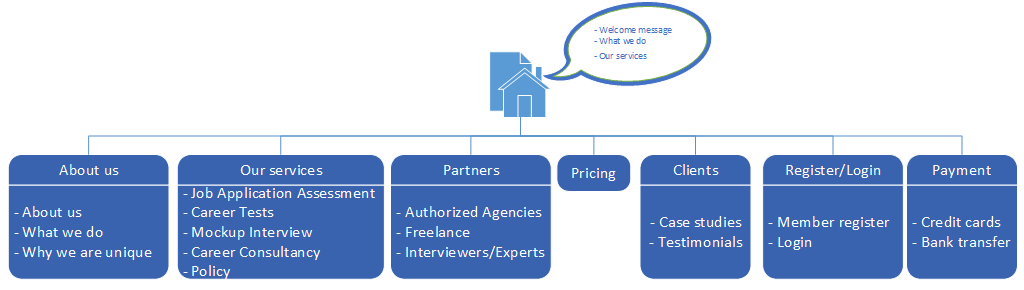 - Welcome message
- What we do
- Our services
About us
- About us
- What we do
- Why we are unique
Our services
- Job Application Assessment
- Career Tests
- Mockup Interview
- Career Consultancy
- Policy
Partners
- Authorized Agencies
- Freelance
- Interviewers/Experts
Pricing
Clients
- Case studies
- Testimonials
Register/Login
- Member register
- Login
Payment
- Credit cards
- Bank transfer